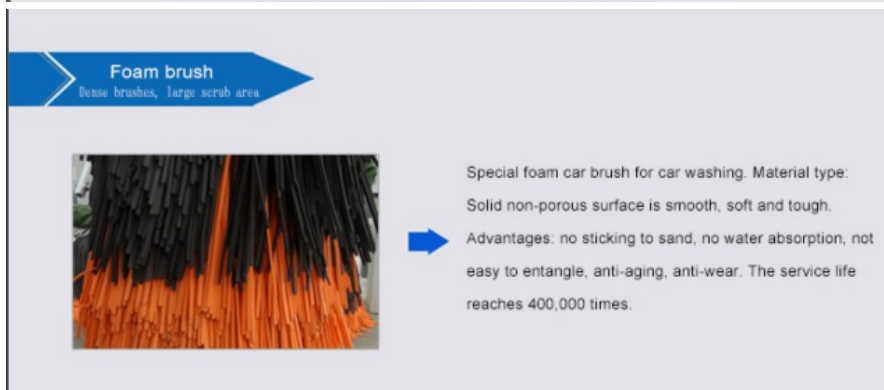 Foam brush
Dense brushes, large scrub area
Special foam car brush for car washing. Material type:
Solid non-porous surface is smooth, soft and tough.
Advantages: no sticking to sand, no water absorption, not
easy to entangle, anti-aging, anti-wear. The service life
reaches 400,000 times.